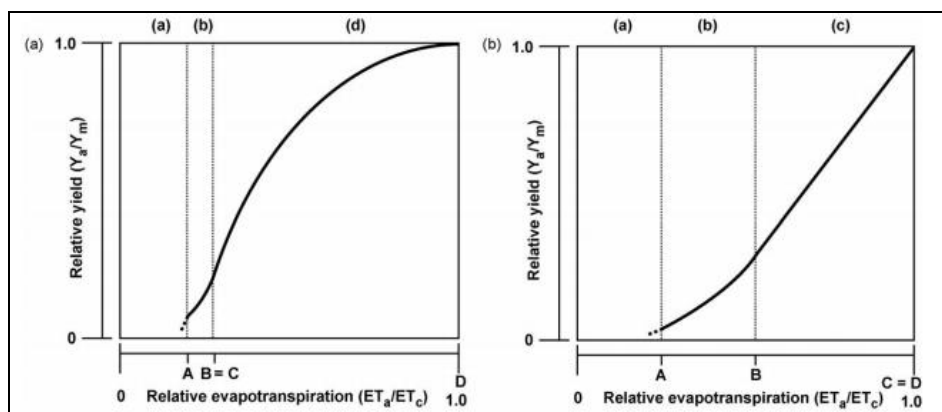 (a) (b) (d)
(a)
1.0
Relative yield (Ya/Ym)
0
A B = C D
0 Relative evapotranspiration (ETa/ETc) 1.0
(a) (b) (c)
(b)
1.0
Relative yield (Ya/Ym)
0
A B C = D
0 Relative evapotranspiration (ETa/ETc) 1.0